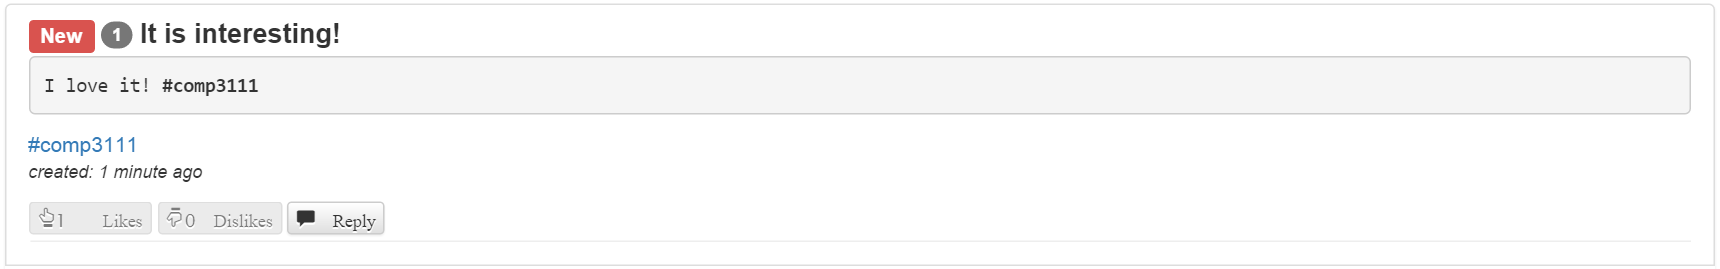 New 1 It is interesting!
I love it! #comp3111
#comp3111
created: 1 minute ago
1 Likes 0 Dislikes Reply